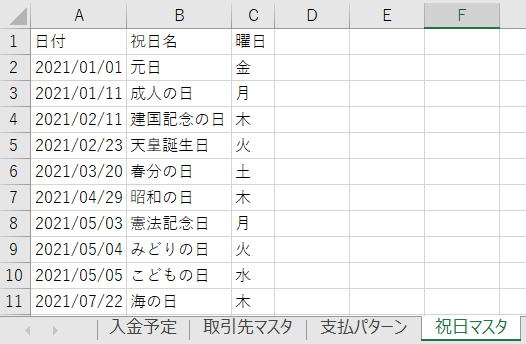 A B C D E F
1 日付 祝日名 曜日
2 2021/01/01 元日 金
3 2021/01/11 成人の日 月
4 2021/02/11 建国記念の日 木
5 2021/02/23 天皇誕生日 火
6 2021/03/20 春分の日 土
7 2021/04/29 昭和の日 木
8 2021/05/03 憲法記念日 月
9 2021/05/04 みどりの日 火
10 2021/05/05 こどもの日 水
11 2021/07/22 海の日 木
入金予定 取引先マスタ 支払パターン 祝日マスタ